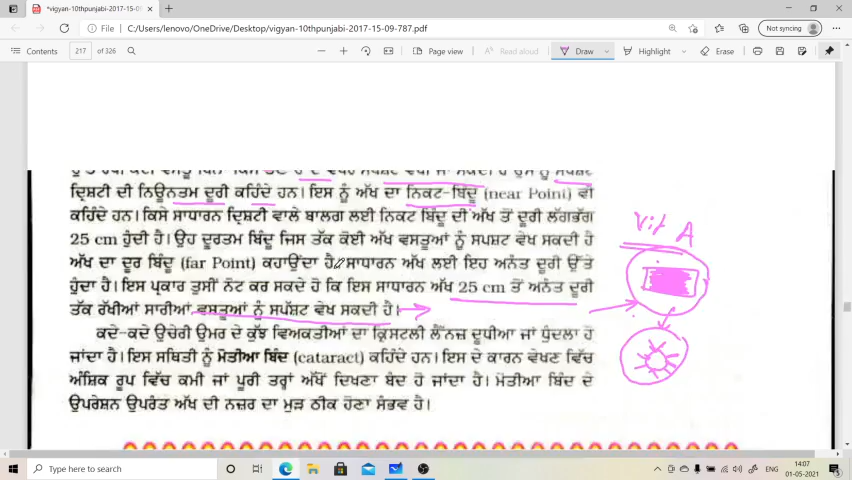 *vigyan-10thpunjabi-2017-15-09-787.pdf
File | C:/Users/lenovo/OneDrive/Desktop/vigyan-10thpunjabi-2017-15-09-787.pdf
Not syncing
Contents 217 of 326 Page view Read aloud Draw Highlight Erase
ਦ੍ਰਿਸ਼ਟੀ ਦੀ ਨਿਊਨਤਮ ਦੂਰੀ ਕਹਿੰਦੇ ਹਨ। ਇਸ ਨੂੰ ਅੱਖ ਦਾ ਨਿਕਟ-ਬਿੰਦੂ (near Point) ਵੀ
ਕਹਿੰਦੇ ਹਨ। ਕਿਸੇ ਸਾਧਾਰਨ ਦ੍ਰਿਸ਼ਟੀ ਵਾਲੇ ਬਾਲਗ ਲਈ ਨਿਕਟ ਬਿੰਦੂ ਦੀ ਅੱਖ ਤੋਂ ਦੂਰੀ ਲੱਗਭੱਗ
25 cm ਹੁੰਦੀ ਹੈ। ਉਹ ਦੂਰਤਮ ਬਿੰਦੂ ਜਿਸ ਤੱਕ ਕੋਈ ਅੱਖ ਵਸਤੂਆਂ ਨੂੰ ਸਪਸ਼ਟ ਵੇਖ ਸਕਦੀ ਹੈ
ਅੱਖ ਦਾ ਦੂਰ ਬਿੰਦੂ (far Point) ਕਹਾਉਂਦਾ ਹੈ। ਸਾਧਾਰਨ ਅੱਖ ਲਈ ਇਹ ਅਨੰਤ ਦੂਰੀ ਉੱਤੇ
ਹੁੰਦਾ ਹੈ। ਇਸ ਪ੍ਰਕਾਰ ਤੁਸੀਂ ਨੋਟ ਕਰ ਸਕਦੇ ਹੋ ਕਿ ਇਸ ਸਾਧਾਰਨ ਅੱਖ 25 cm ਤੋਂ ਅਨੰਤ ਦੂਰੀ
ਤੱਕ ਰੱਖੀਆਂ ਸਾਰੀਆਂ ਵਸਤੂਆਂ ਨੂੰ ਸਪੱਸ਼ਟ ਵੇਖ ਸਕਦੀ ਹੈ।
ਕਦੇ-ਕਦੇ ਉਚੇਰੀ ਉਮਰ ਦੇ ਕੁੱਝ ਵਿਅਕਤੀਆਂ ਦਾ ਕ੍ਰਿਸਟਲੀ ਲੈੱਨਜ਼ ਦੂਧੀਆ ਜਾਂ ਧੁੰਦਲਾ ਹੋ
ਜਾਂਦਾ ਹੈ। ਇਸ ਸਥਿਤੀ ਨੂੰ ਮੋਤੀਆ ਬਿੰਦ (cataract) ਕਹਿੰਦੇ ਹਨ। ਇਸ ਦੇ ਕਾਰਨ ਵੇਖਣ ਵਿੱਚ
ਅੰਸ਼ਿਕ ਰੂਪ ਵਿੱਚ ਕਮੀ ਜਾਂ ਪੂਰੀ ਤਰ੍ਹਾਂ ਅੱਖੋਂ ਦਿਖਣਾ ਬੰਦ ਹੋ ਜਾਂਦਾ ਹੈ। ਮੋਤੀਆ ਬਿੰਦ ਦੇ
ਉਪਰੇਸ਼ਨ ਉਪਰੰਤ ਅੱਖ ਦੀ ਨਜ਼ਰ ਦਾ ਮੁੜ ਠੀਕ ਹੋਣਾ ਸੰਭਵ ਹੈ।
Vit A
Type here to search
ENG
14:07
01-05-2021